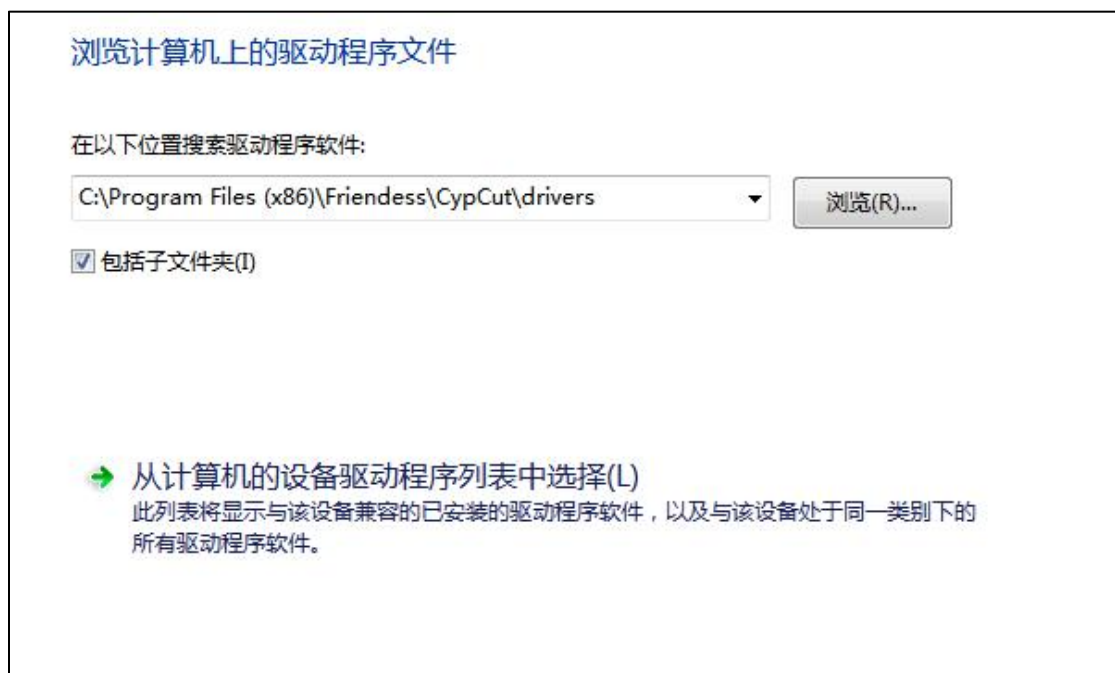 浏览计算机上的驱动程序文件
在以下位置搜索驱动程序软件:
C:\Program Files (x86)\Friendess\CypCut\drivers
浏览(R)...
包括子文件夹(I)
从计算机的设备驱动程序列表中选择(L)
此列表将显示与该设备兼容的已安装的驱动程序软件，以及与该设备处于同一类别下的
所有驱动程序软件。